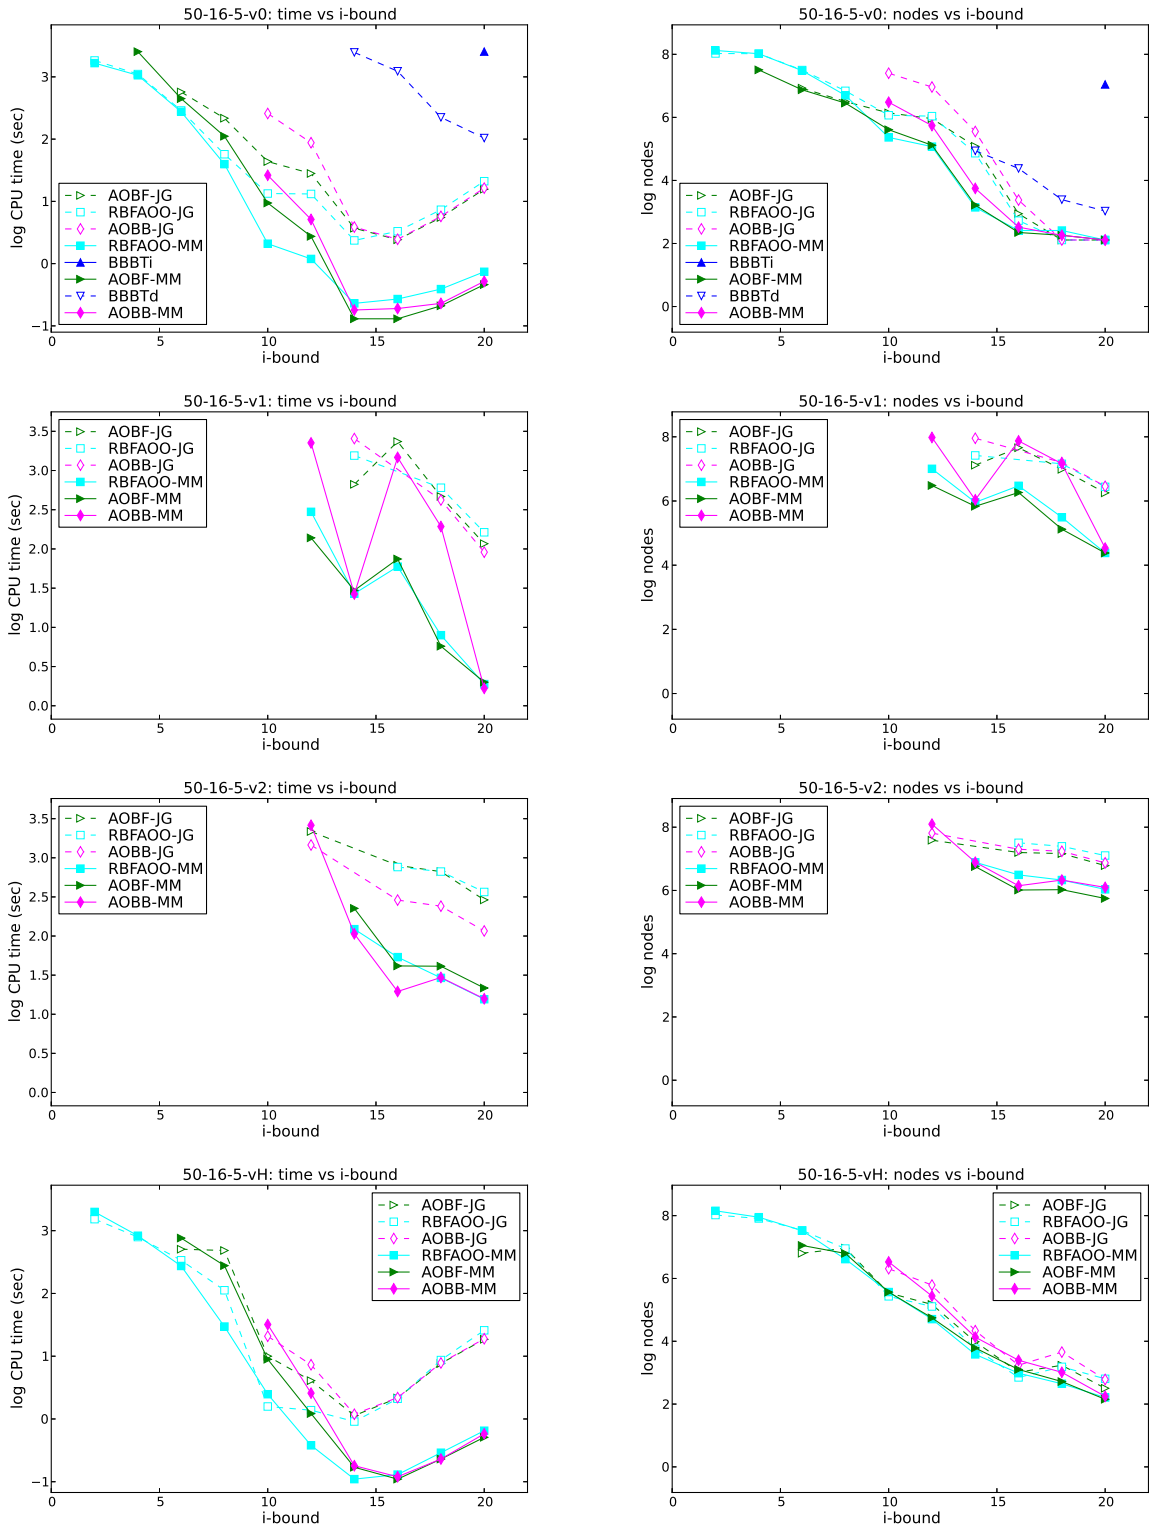 50-16-5-v0: time vs i-bound
log CPU time (sec)
3
2
1
0
−1
AOBF-JG
RBFAOO-JG
AOBB-JG
RBFAOO-MM
BBBTi
AOBF-MM
BBBTd
AOBB-MM
0 5 10 15 20
i-bound
50-16-5-v0: nodes vs i-bound
log nodes
8
6
4
2
0
AOBF-JG
RBFAOO-JG
AOBB-JG
RBFAOO-MM
BBBTi
AOBF-MM
BBBTd
AOBB-MM
0 5 10 15 20
i-bound
50-16-5-v1: time vs i-bound
log CPU time (sec)
3.5
3.0
2.5
2.0
1.5
1.0
0.5
0.0
AOBF-JG
RBFAOO-JG
AOBB-JG
RBFAOO-MM
AOBF-MM
AOBB-MM
0 5 10 15 20
i-bound
50-16-5-v1: nodes vs i-bound
log nodes
8
6
4
2
0
AOBF-JG
RBFAOO-JG
AOBB-JG
RBFAOO-MM
AOBF-MM
AOBB-MM
0 5 10 15 20
i-bound
50-16-5-v2: time vs i-bound
log CPU time (sec)
3.5
3.0
2.5
2.0
1.5
1.0
0.5
0.0
AOBF-JG
RBFAOO-JG
AOBB-JG
RBFAOO-MM
AOBF-MM
AOBB-MM
0 5 10 15 20
i-bound
50-16-5-v2: nodes vs i-bound
log nodes
8
6
4
2
0
AOBF-JG
RBFAOO-JG
AOBB-JG
RBFAOO-MM
AOBF-MM
AOBB-MM
0 5 10 15 20
i-bound
50-16-5-vH: time vs i-bound
log CPU time (sec)
3
2
1
0
−1
AOBF-JG
RBFAOO-JG
AOBB-JG
RBFAOO-MM
AOBF-MM
AOBB-MM
0 5 10 15 20
i-bound
50-16-5-vH: nodes vs i-bound
log nodes
8
6
4
2
0
AOBF-JG
RBFAOO-JG
AOBB-JG
RBFAOO-MM
AOBF-MM
AOBB-MM
0 5 10 15 20
i-bound